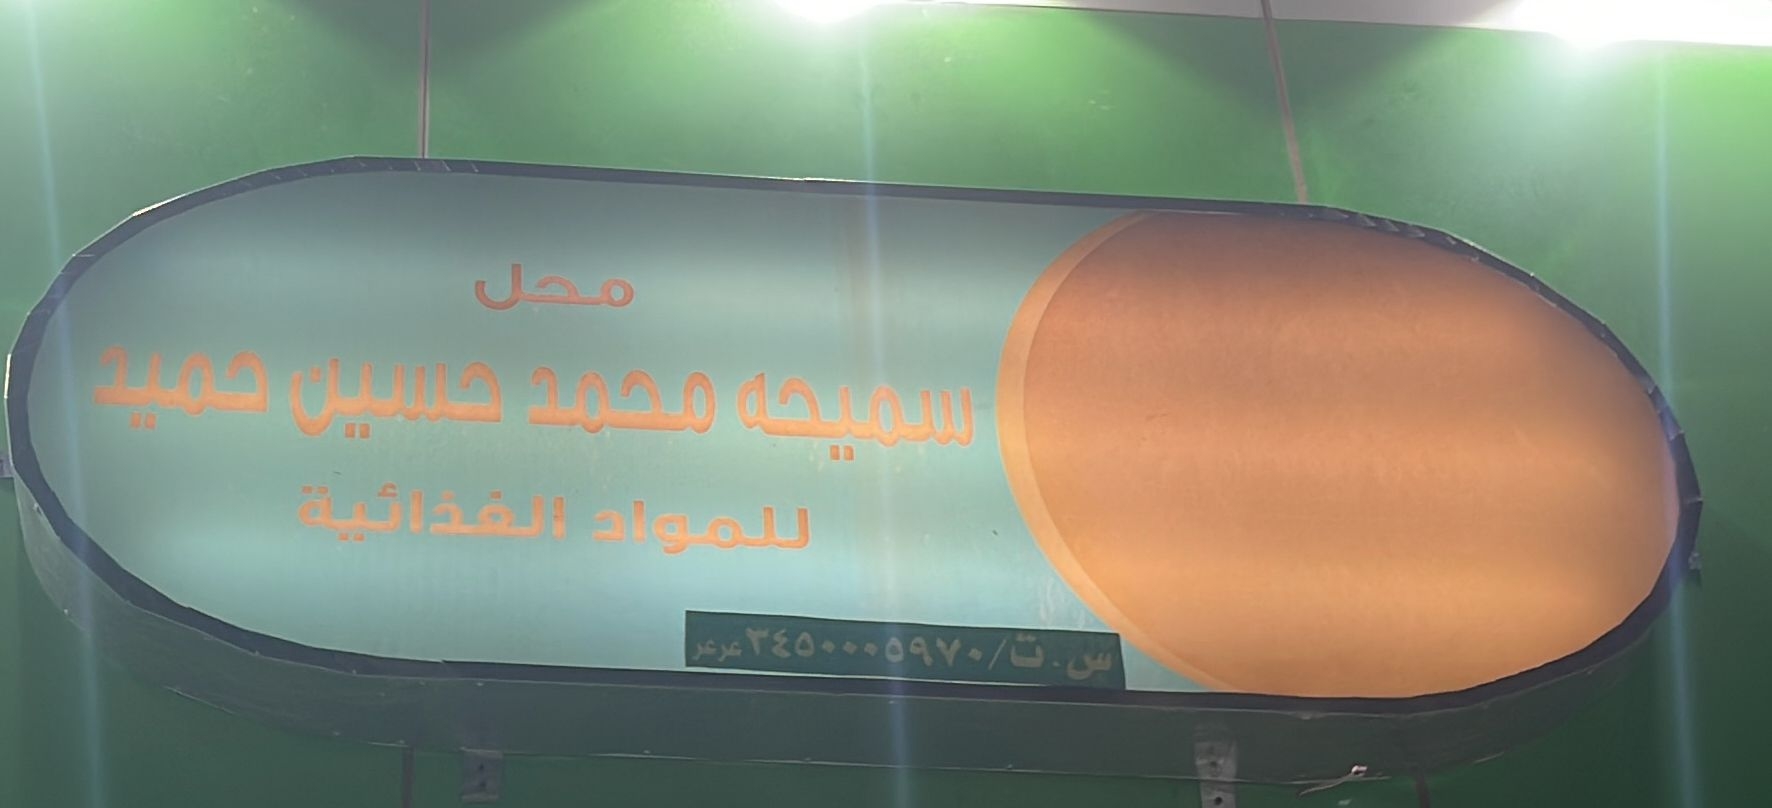 محل
سميحه محمد حسين حميد
للمواد الغذائية
س.ت/٣٤٥٠٠٠٥٩٧٠ عرعر